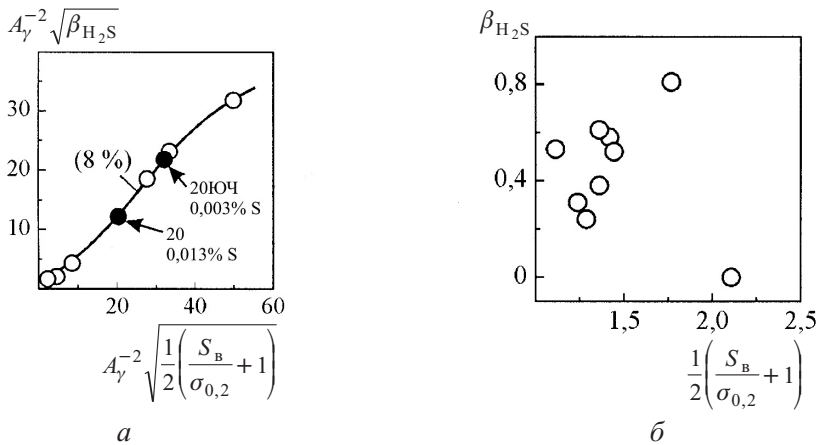 A_γ^{-2} √β_{H₂S}
30
20
10
(8 %)
20ЮЧ
0,003% S
20
0,013% S
20 40 60
A_γ^{-2} √(1/2 (S_в/σ_{0,2} + 1))
а
β_{H₂S}
0,8
0,4
0
1,5 2,0 2,5
1/2 (S_в/σ_{0,2} + 1)
б